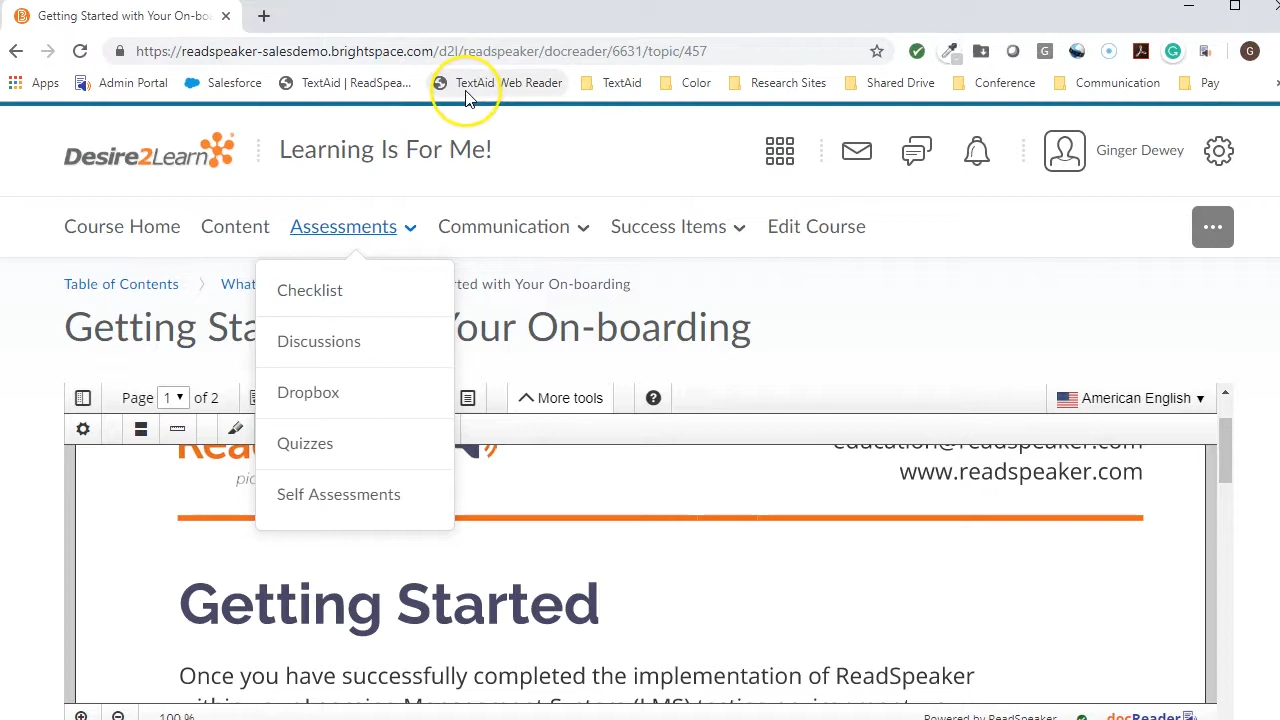 Getting Started with Your On-bo
https://readspeaker-salesdemo.brightspace.com/d2l/readspeaker/docreader/6631/topic/457
G
G
Apps Admin Portal Salesforce TextAid | ReadSpea... TextAid Web Reader TextAid Color Research Sites Shared Drive Conference Communication Pay
Desire2Learn Learning Is For Me! Ginger Dewey
Course Home Content Assessments Communication Success Items Edit Course
Table of Contents What rted with Your On-boarding
Getting Sta Your On-boarding
Checklist
Discussions
Dropbox
Quizzes
Self Assessments
Page 1 of 2 More tools American English
education@readspeaker.com
www.readspeaker.com
Getting Started
Once you have successfully completed the implementation of ReadSpeaker
100 % Powered by ReadSpeaker docReader